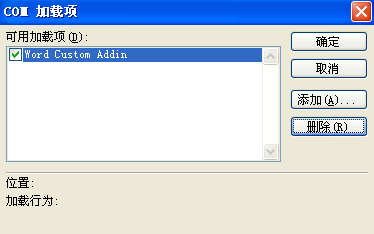 COM 加载项
可用加载项(D):
Word Custom Addin
确定
取消
添加(A)...
删除(R)
位置:
加载行为: